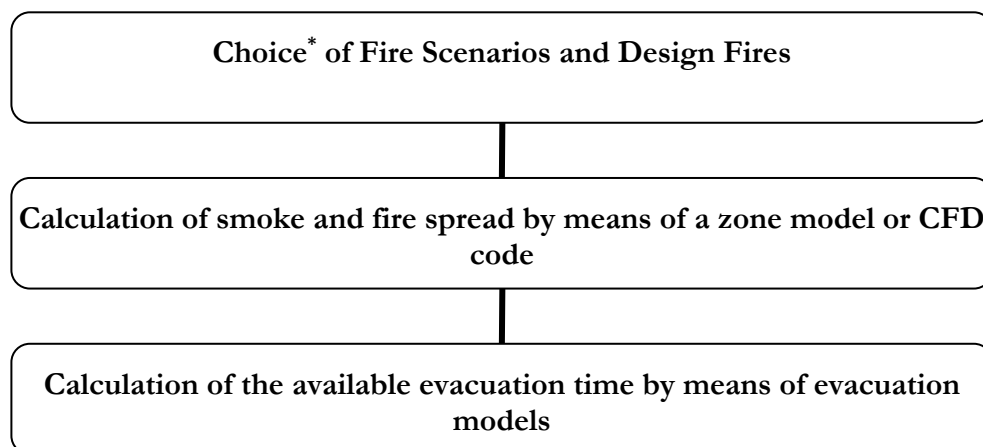 Choice* of Fire Scenarios and Design Fires
Calculation of smoke and fire spread by means of a zone model or CFD
code
Calculation of the available evacuation time by means of evacuation
models